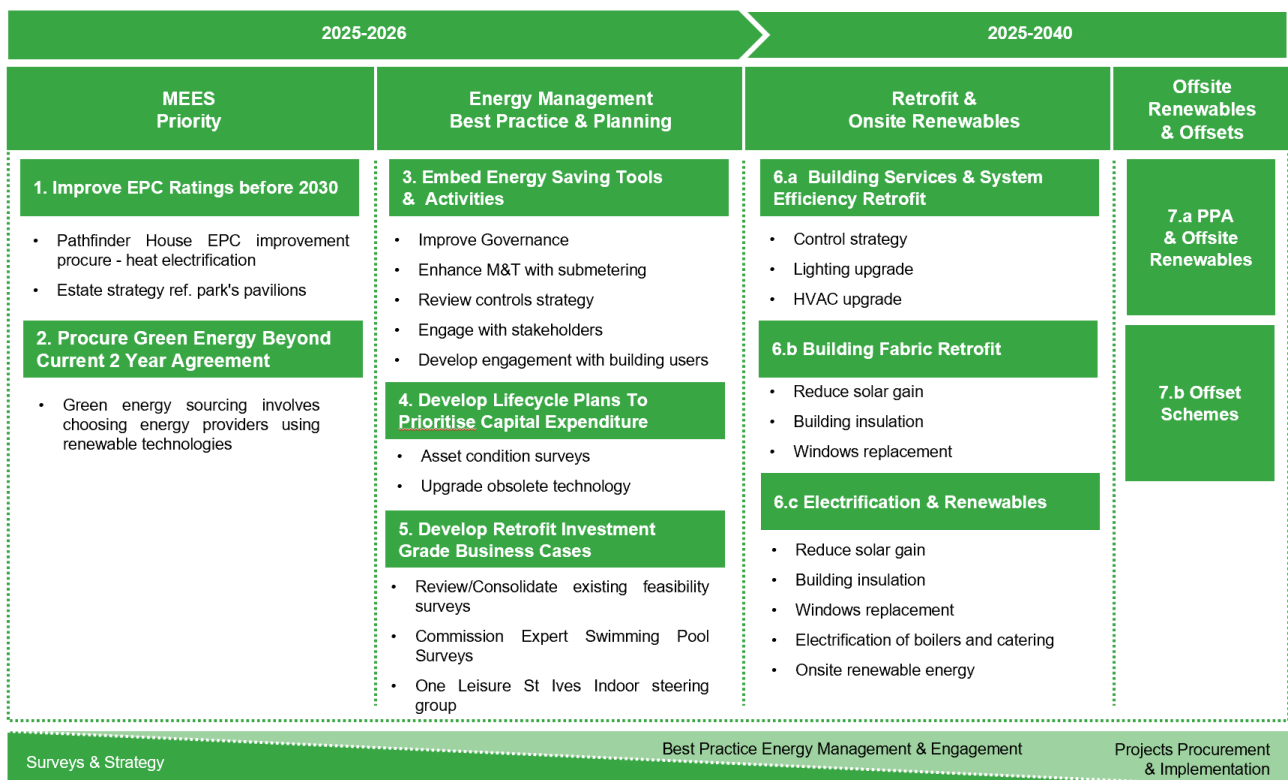 2025-2026
2025-2040
MEES
Priority
Energy Management
Best Practice & Planning
Retrofit &
Onsite Renewables
Offsite
Renewables
& Offsets
1. Improve EPC Ratings before 2030
• Pathfinder House EPC improvement
procure - heat electrification
• Estate strategy ref. park's pavilions
2. Procure Green Energy Beyond
Current 2 Year Agreement
• Green energy sourcing involves
choosing energy providers using
renewable technologies
3. Embed Energy Saving Tools
& Activities
• Improve Governance
• Enhance M&T with submetering
• Review controls strategy
• Engage with stakeholders
• Develop engagement with building users
4. Develop Lifecycle Plans To
Prioritise Capital Expenditure
• Asset condition surveys
• Upgrade obsolete technology
5. Develop Retrofit Investment
Grade Business Cases
• Review/Consolidate existing feasibility
surveys
• Commission Expert Swimming Pool
Surveys
• One Leisure St Ives Indoor steering
group
6.a Building Services & System
Efficiency Retrofit
• Control strategy
• Lighting upgrade
• HVAC upgrade
6.b Building Fabric Retrofit
• Reduce solar gain
• Building insulation
• Windows replacement
6.c Electrification & Renewables
• Reduce solar gain
• Building insulation
• Windows replacement
• Electrification of boilers and catering
• Onsite renewable energy
7.a PPA
& Offsite
Renewables
7.b Offset
Schemes
Surveys & Strategy
Best Practice Energy Management & Engagement
Projects Procurement
& Implementation